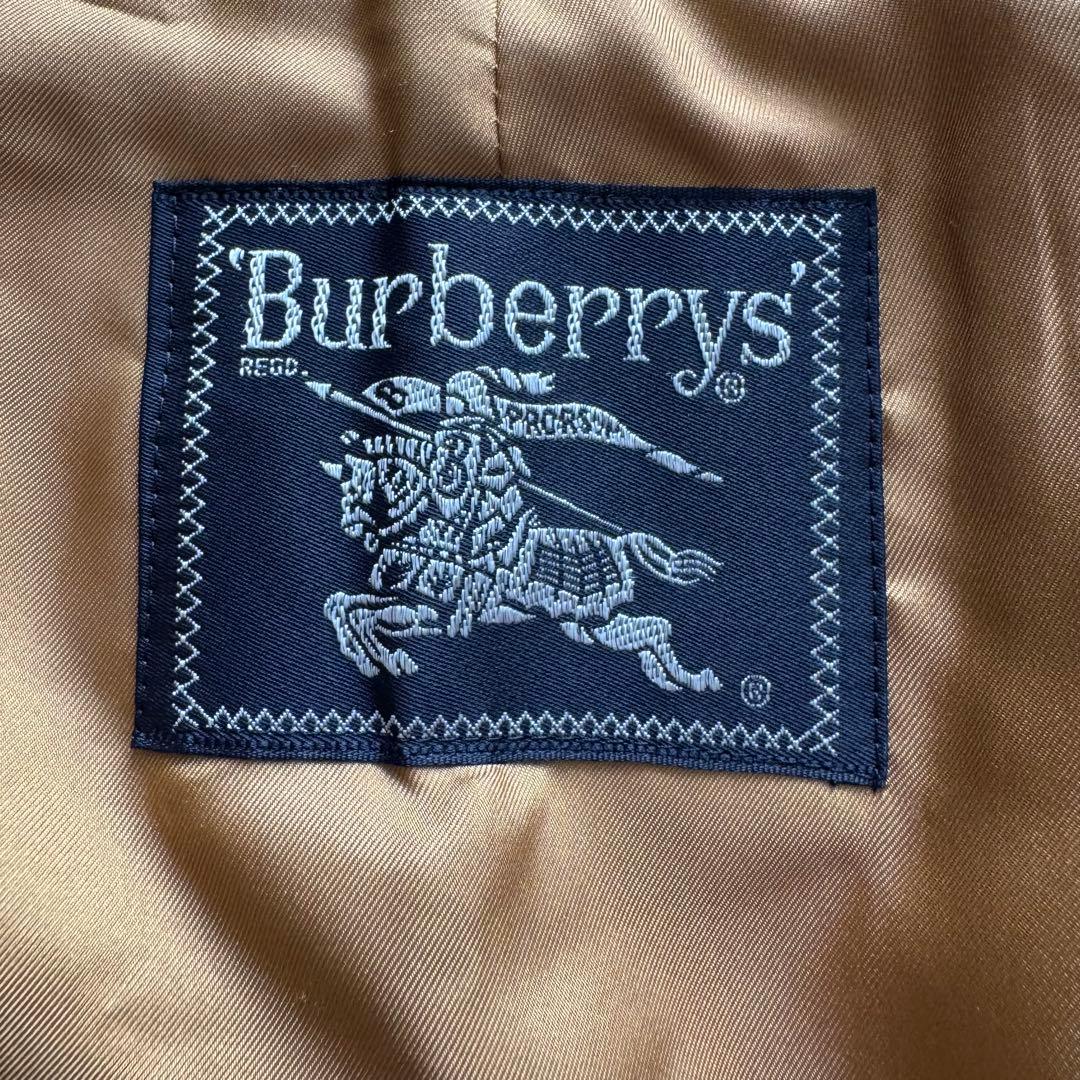 'Burberrys'
REGD.
®
B
PRORSUM
®